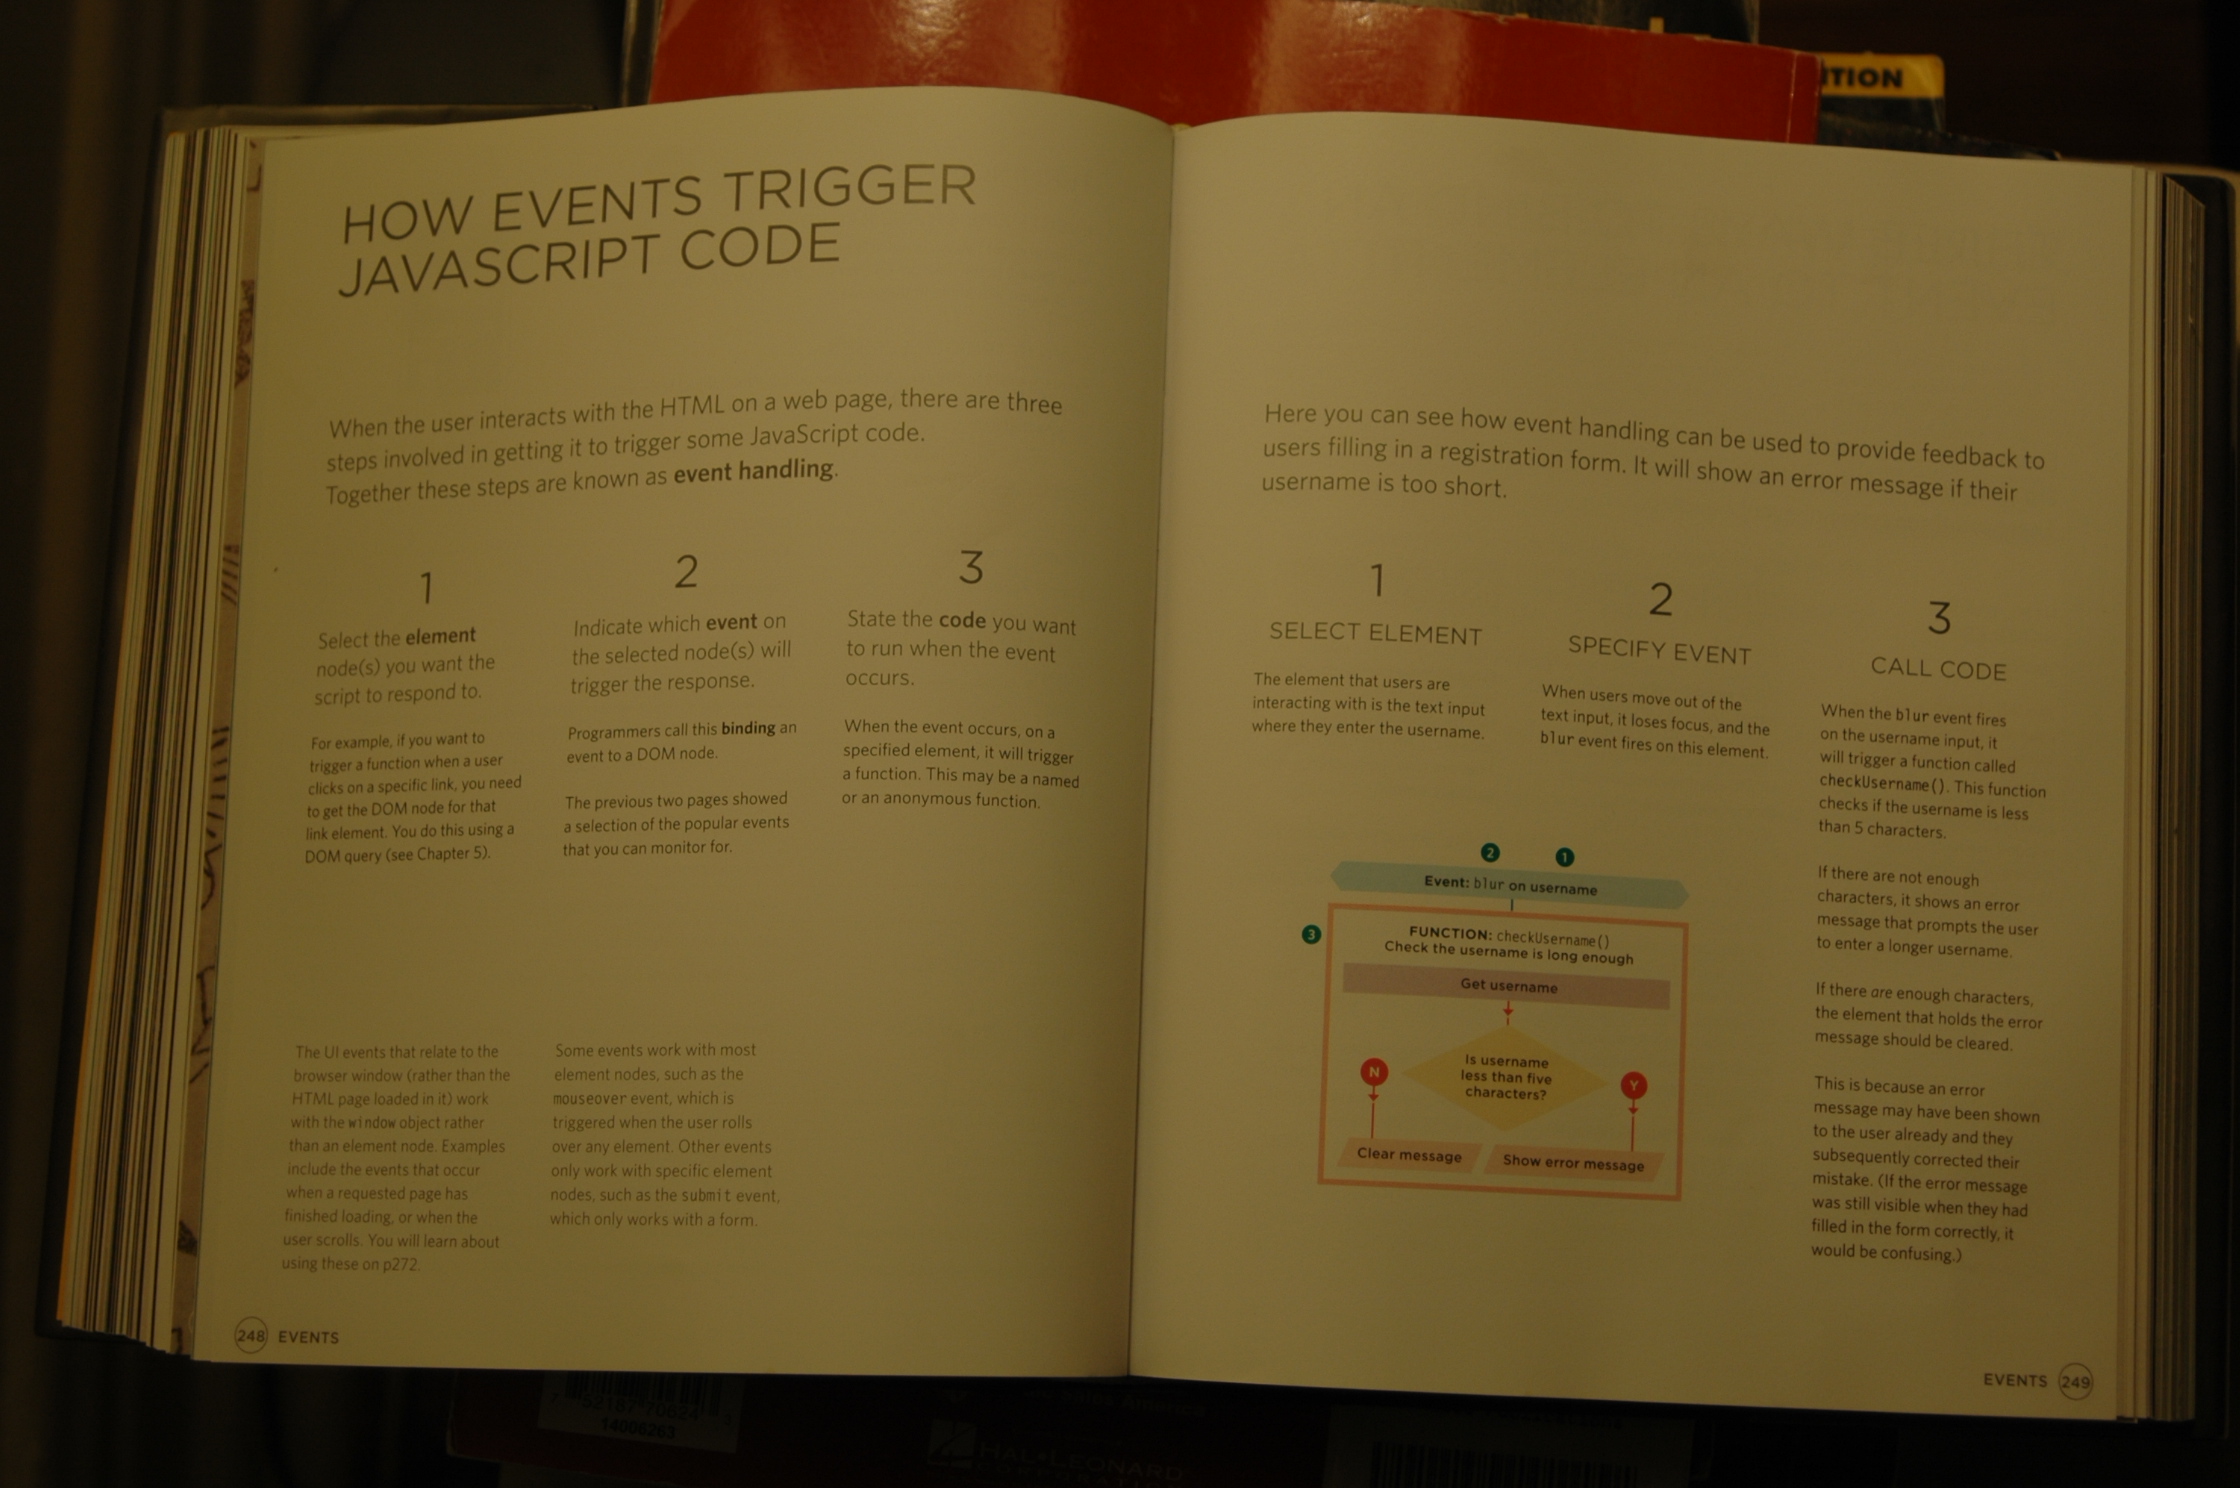 ITION
HOW EVENTS TRIGGER
JAVASCRIPT CODE
When the user interacts with the HTML on a web page, there are three
steps involved in getting it to trigger some JavaScript code.
Together these steps are known as event handling.
1
Select the element
node(s) you want the
script to respond to.
For example, if you want to
trigger a function when a user
clicks on a specific link, you need
to get the DOM node for that
link element. You do this using a
DOM query (see Chapter 5).
2
Indicate which event on
the selected node(s) will
trigger the response.
Programmers call this binding an
event to a DOM node.
The previous two pages showed
a selection of the popular events
that you can monitor for.
3
State the code you want
to run when the event
occurs.
When the event occurs, on a
specified element, it will trigger
a function. This may be a named
or an anonymous function.
The UI events that relate to the
browser window (rather than the
HTML page loaded in it) work
with the window object rather
than an element node. Examples
include the events that occur
when a requested page has
finished loading, or when the
user scrolls. You will learn about
using these on p272.
Some events work with most
element nodes, such as the
mouseover event, which is
triggered when the user rolls
over any element. Other events
only work with specific element
nodes, such as the submit event,
which only works with a form.
248 EVENTS
Here you can see how event handling can be used to provide feedback to
users filling in a registration form. It will show an error message if their
username is too short.
1
SELECT ELEMENT
The element that users are
interacting with is the text input
where they enter the username.
2
SPECIFY EVENT
When users move out of the
text input, it loses focus, and the
blur event fires on this element.
3
CALL CODE
When the blur event fires
on the username input, it
will trigger a function called
checkUsername(). This function
checks if the username is less
than 5 characters.
If there are not enough
characters, it shows an error
message that prompts the user
to enter a longer username.
If there are enough characters,
the element that holds the error
message should be cleared.
This is because an error
message may have been shown
to the user already and they
subsequently corrected their
mistake. (If the error message
was still visible when they had
filled in the form correctly, it
would be confusing.)
2 1
Event: blur on username
3
FUNCTION: checkUsername()
Check the username is long enough
Get username
Is username
less than five
characters?
N
Y
Clear message
Show error message
EVENTS 249
14006263
HAL•LEONARD